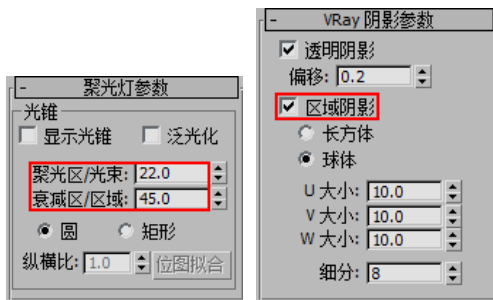 - 聚光灯参数
光锥
显示光锥 泛光化
聚光区/光束: 22.0
衰减区/区域: 45.0
圆 矩形
纵横比: 1.0 位图拟合
- VRay 阴影参数
透明阴影
偏移: 0.2
区域阴影
长方体
球体
U 大小: 10.0
V 大小: 10.0
W 大小: 10.0
细分: 8